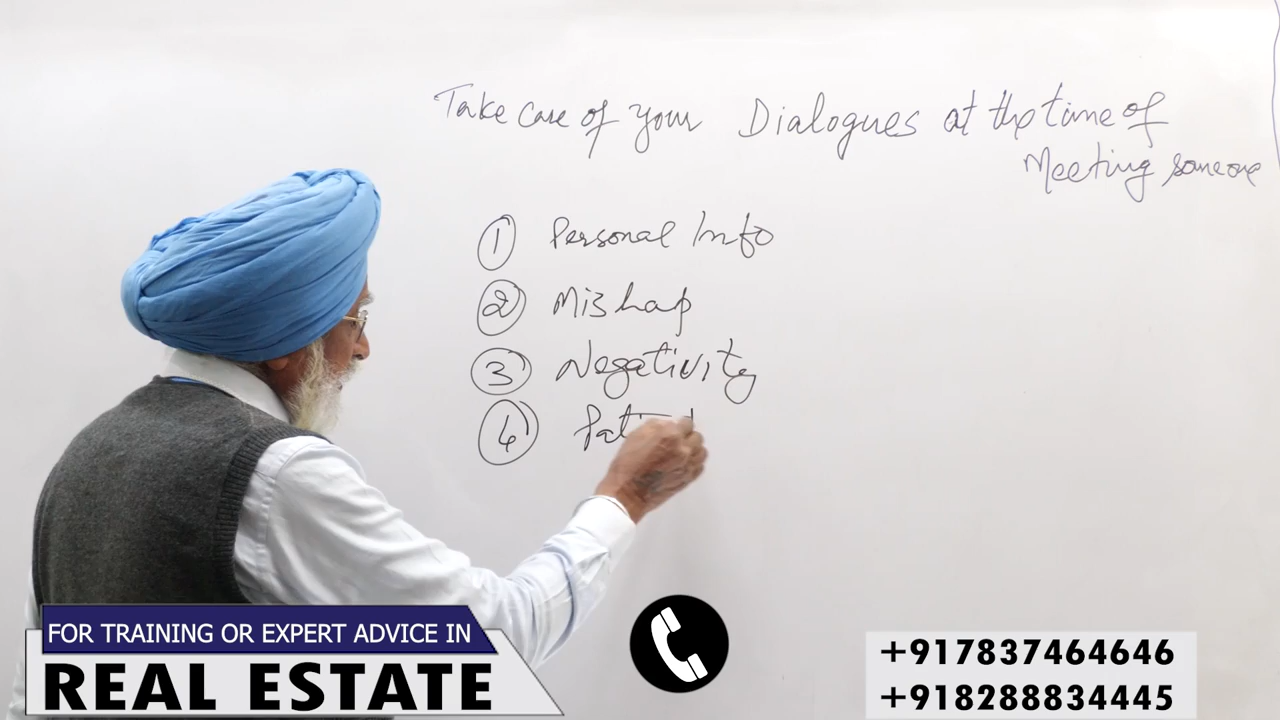 Take care of your Dialogues at the time of
Meeting someone
① Personal Info
② Mishap
③ Negativity
④
FOR TRAINING OR EXPERT ADVICE IN
REAL ESTATE
+917837464646
+918288834445